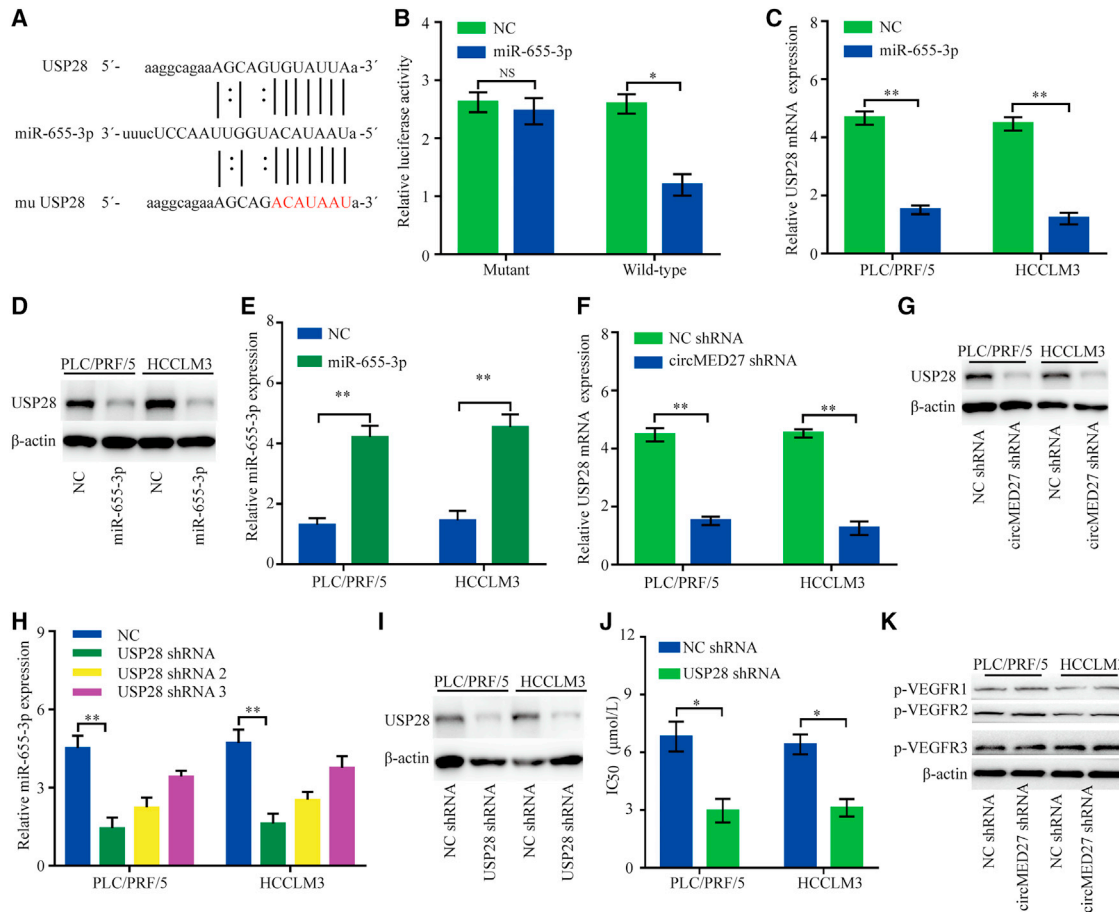 A
USP28 5´- aaggcagaaAGCAGUGUAUUAa-3´
miR-655-3p 3´-uuucUCCAAUUGGUACAUAAUa-5´
mu USP28 5´- aaggcagaaAGCAGACAUAAUa-3´
B
NC
miR-655-3p
Relative luciferase activity
5
4
3
2
1
0
NS
*
Mutant Wild-type
C
NC
miR-655-3p
Relative USP28 mRNA expression
8
6
4
2
0
**
**
PLC/PRF/5 HCCLM3
D
PLC/PRF/5 HCCLM3
USP28
β-actin
NC
miR-655-3p
NC
miR-655-3p
E
NC
miR-655-3p
Relative miR-655-3p expression
8
6
4
2
0
**
**
PLC/PRF/5 HCCLM3
F
NC shRNA
circMED27 shRNA
Relative USP28 mRNA expression
8
6
4
2
0
**
**
PLC/PRF/5 HCCLM3
G
PLC/PRF/5 HCCLM3
USP28
β-actin
NC shRNA
circMED27 shRNA
NC shRNA
circMED27 shRNA
H
NC
USP28 shRNA
USP28 shRNA 2
USP28 shRNA 3
Relative miR-655-3p expression
9
6
3
0
**
**
PLC/PRF/5 HCCLM3
I
PLC/PRF/5 HCCLM3
USP28
β-actin
NC shRNA
USP28 shRNA
NC shRNA
USP28 shRNA
J
NC shRNA
USP28 shRNA
IC50 (μmol/L)
12
9
6
3
0
*
*
PLC/PRF/5 HCCLM3
K
PLC/PRF/5 HCCLM3
p-VEGFR1
p-VEGFR2
p-VEGFR3
β-actin
NC shRNA
circMED27 shRNA
NC shRNA
circMED27 shRNA